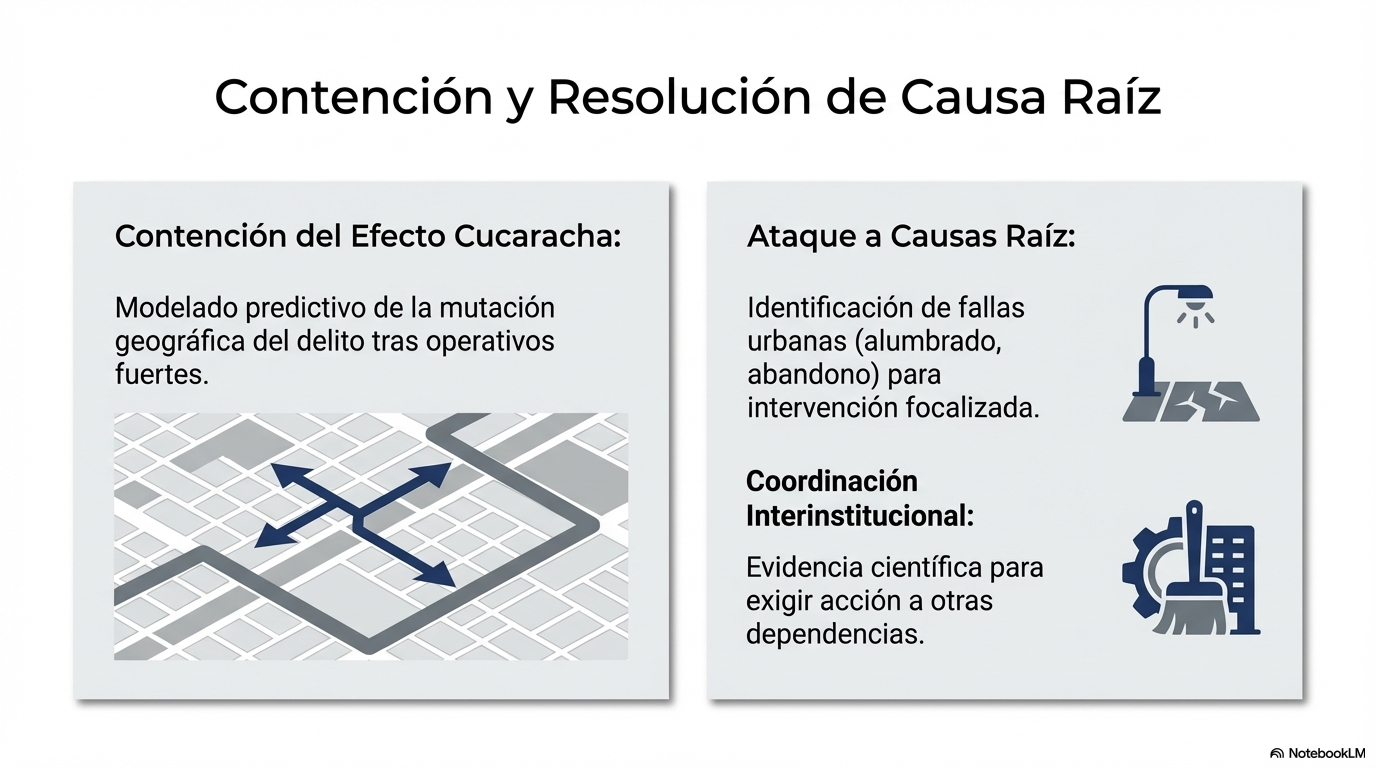 Contención y Resolución de Causa Raíz
Contención del Efecto Cucaracha:
Modelado predictivo de la mutación
geográfica del delito tras operativos
fuertes.
Ataque a Causas Raíz:
Identificación de fallas
urbanas (alumbrado,
abandono) para
intervención focalizada.
Coordinación
Interinstitucional:
Evidencia científica para
exigir acción a otras
dependencias.
NotebookLM